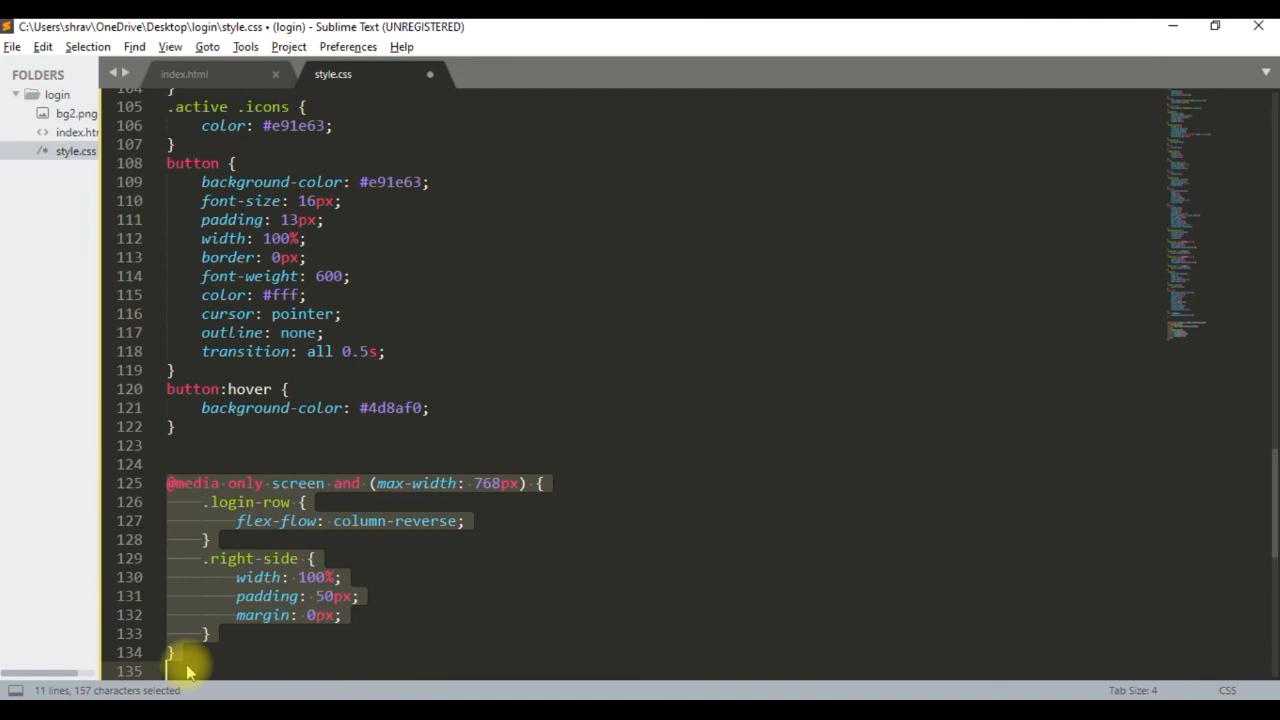 C:\Users\shrav\OneDrive\Desktop\login\style.css • (login) - Sublime Text (UNREGISTERED)
File Edit Selection Find View Goto Tools Project Preferences Help
FOLDERS
login
bg2.png
index.htm
style.css
index.html
style.css
104 }
105 .active .icons {
106     color: #e91e63;
107 }
108 button {
109     background-color: #e91e63;
110     font-size: 16px;
111     padding: 13px;
112     width: 100%;
113     border: 0px;
114     font-weight: 600;
115     color: #fff;
116     cursor: pointer;
117     outline: none;
118     transition: all 0.5s;
119 }
120 button:hover {
121     background-color: #4d8af0;
122 }
123
124
125 @media only screen and (max-width: 768px) {
126     .login-row {
127         flex-flow: column-reverse;
128     }
129     .right-side {
130         width: 100%;
131         padding: 50px;
132         margin: 0px;
133     }
134 }
135
11 lines, 157 characters selected
Tab Size: 4
CSS